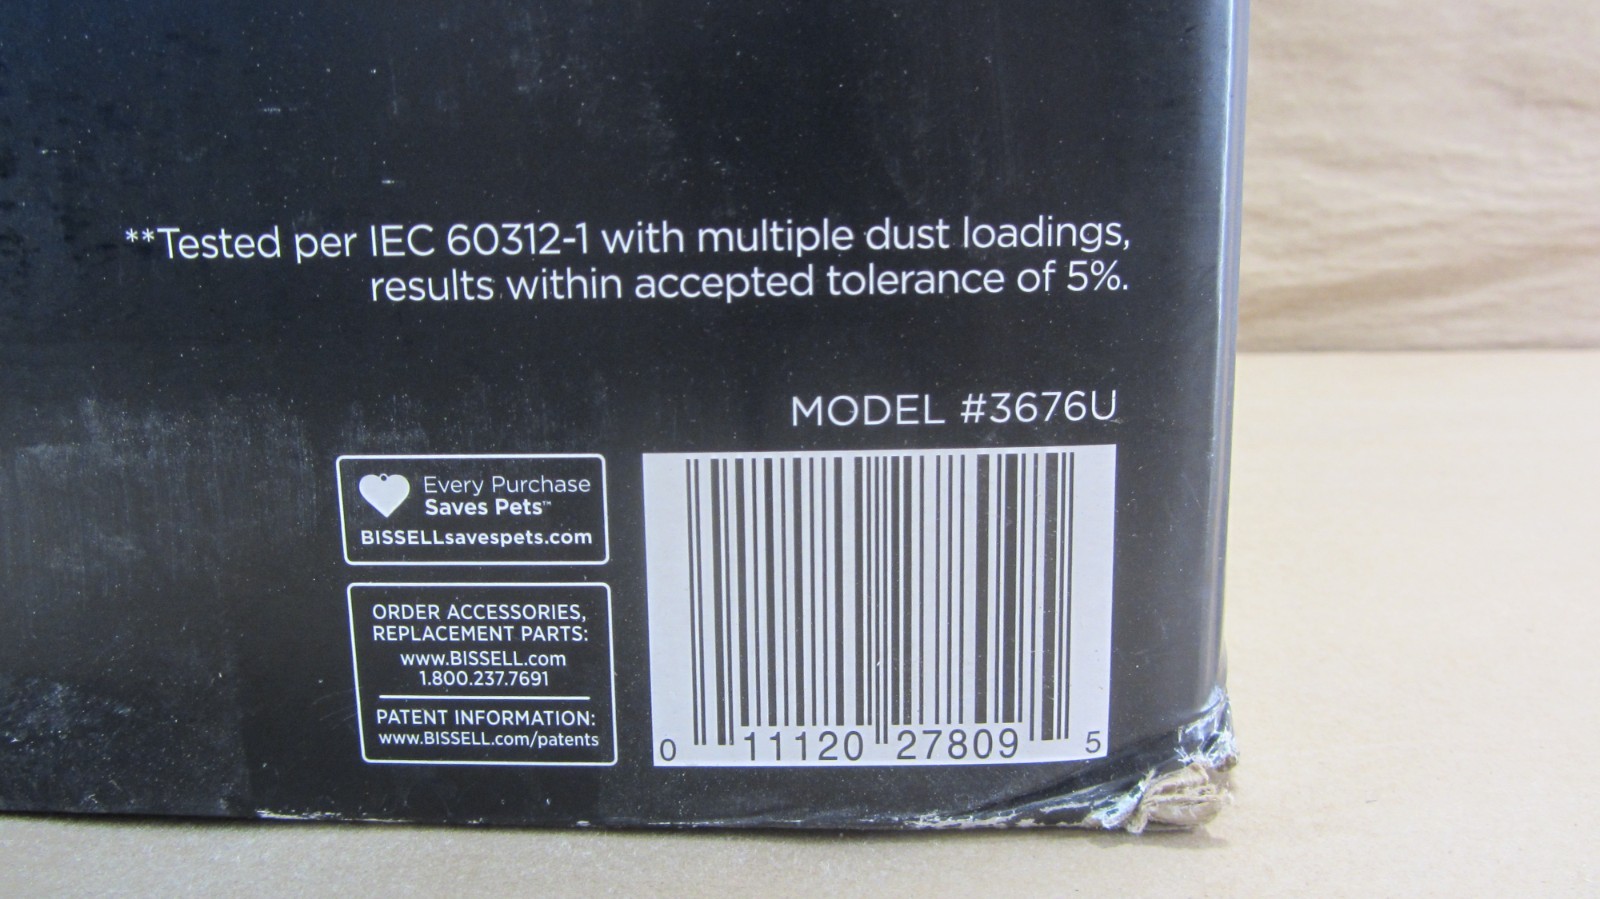 **Tested per IEC 60312-1 with multiple dust loadings,
results within accepted tolerance of 5%.
MODEL #3676U
Every Purchase
Saves Pets™
BISSELLsavespets.com
ORDER ACCESSORIES,
REPLACEMENT PARTS:
www.BISSELL.com
1.800.237.7691
PATENT INFORMATION:
www.BISSELL.com/patents
0 11120 27809 5